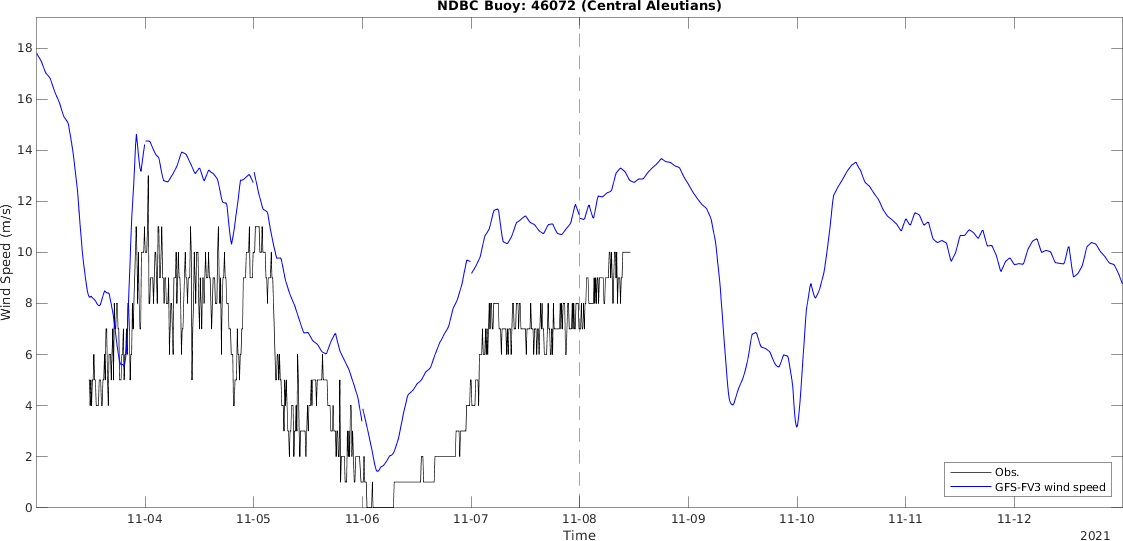 NDBC Buoy: 46072 (Central Aleutians)
Wind Speed (m/s)
18
16
14
12
10
8
6
4
2
0
11-04 11-05 11-06 11-07 11-08 11-09 11-10 11-11 11-12
Time
2021
Obs.
GFS-FV3 wind speed